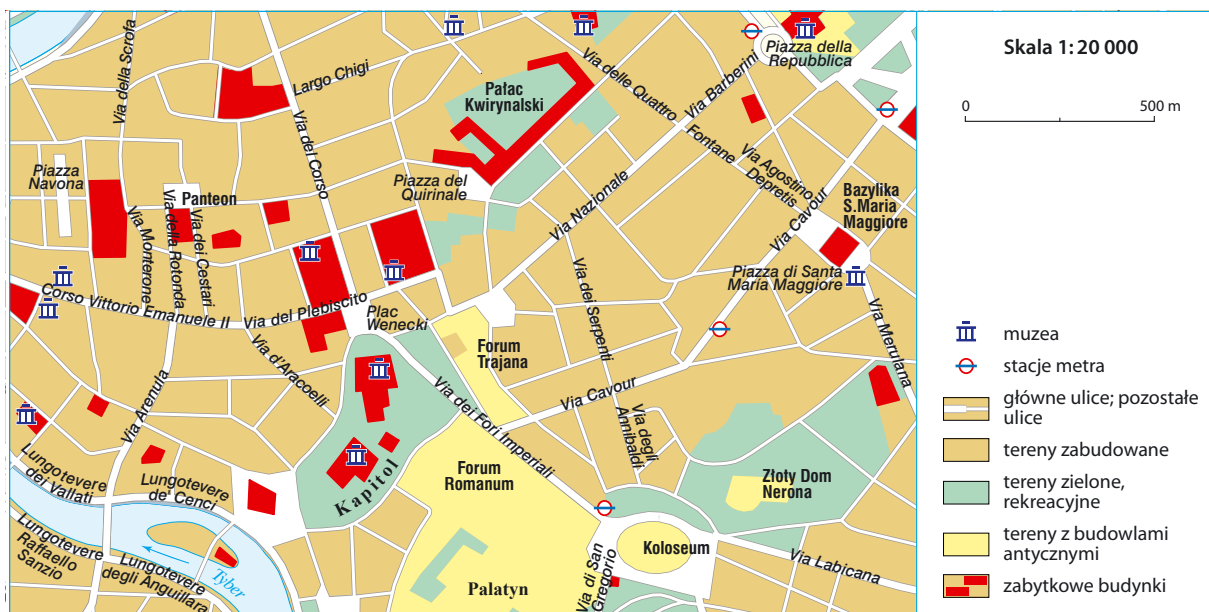 Via della Scrofa
Largo Chigi
Via del Corso
Pałac
Kwirynalski
Via delle Quattro
Fontane
Via Barberini
Piazza della
Repubblica
Piazza
Navona
Panteon
Via Monterone
Via della Rotonda
Via dei Cestari
Piazza del
Quirinale
Via Nazionale
Via Agostino
Depretis
Via Cavour
Bazylika
S.Maria
Maggiore
Piazza di Santa
Maria Maggiore
Via Merulana
Corso Vittorio Emanuele II
Via del Plebiscito
Plac
Wenecki
Via dei Serpenti
Forum
Trajana
Via d'Aracoelli
Via Arenula
Via Cavour
Via degli
Annibaldi
Via dei Fori Imperiali
Kapitol
Forum
Romanum
Złoty Dom
Nerona
Lungotevere
dei Vallati
Lungotevere
de' Cenci
Lungotevere
Raffaello
Sanzio
Lungotevere
degli Anguillara
Tyber
Palatyn
Koloseum
Via di San
Gregorio
Via Labicana
Skala 1:20 000
0 500 m
muzea
stacje metra
główne ulice; pozostałe
ulice
tereny zabudowane
tereny zielone,
rekreacyjne
tereny z budowlami
antycznymi
zabytkowe budynki